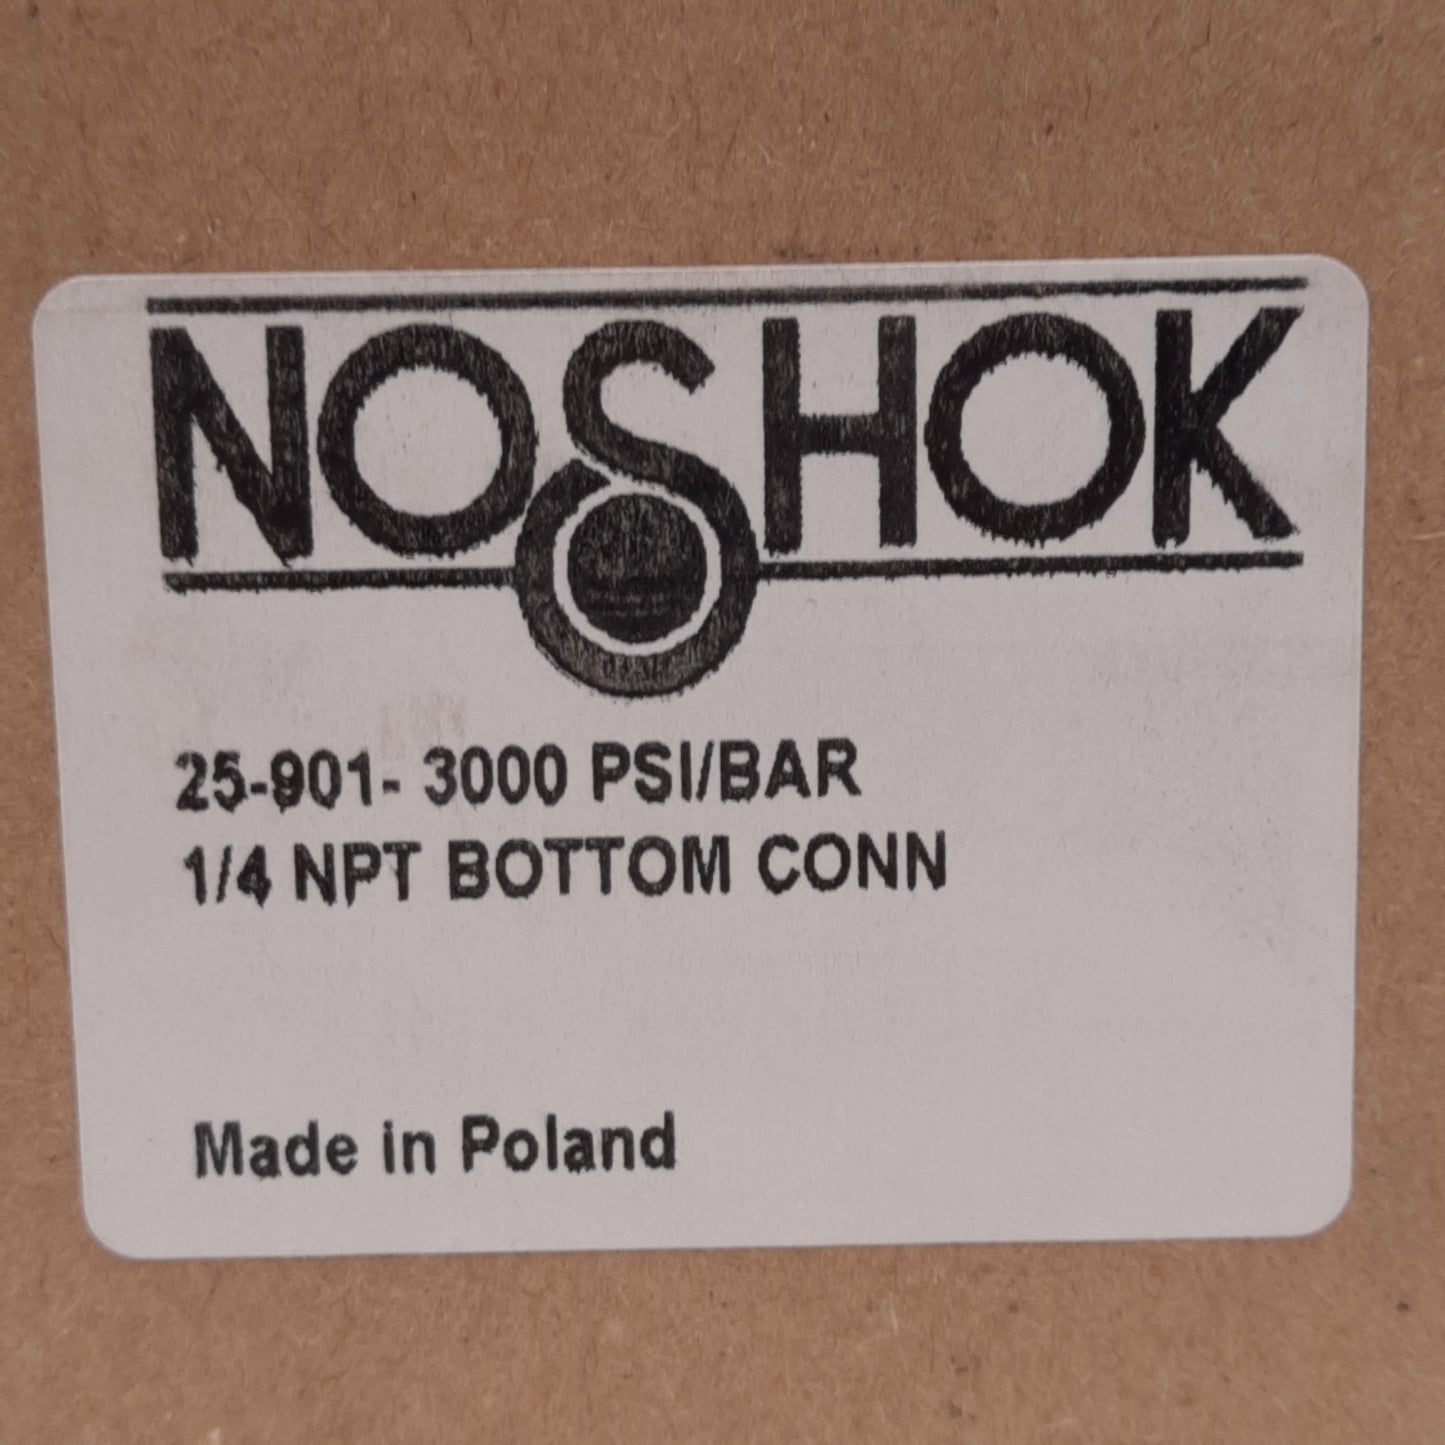 NOSHOK
25-901- 3000 PSI/BAR
1/4 NPT BOTTOM CONN
Made in Poland